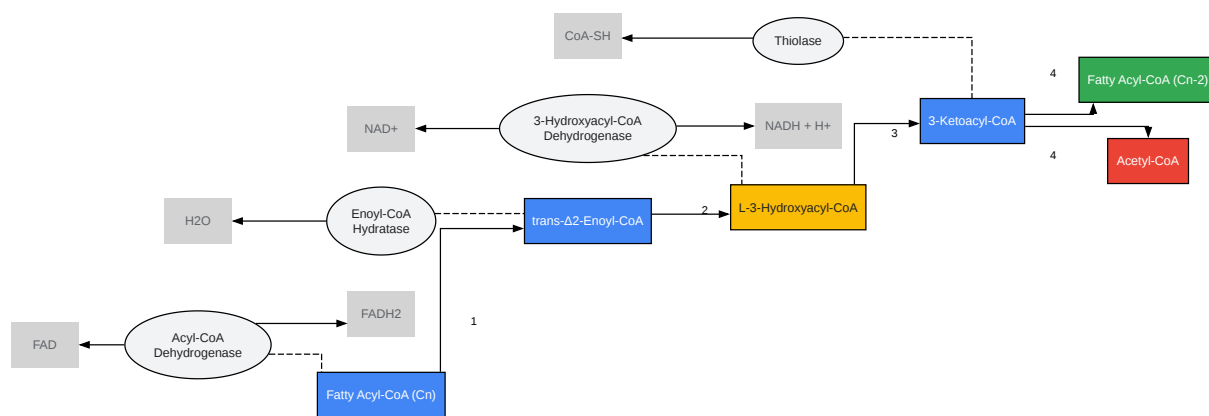 CoA-SH
Thiolase
4
Fatty Acyl-CoA (Cn-2)
NAD+
3-Hydroxyacyl-CoA
Dehydrogenase
NADH + H+
3
3-Ketoacyl-CoA
4
Acetyl-CoA
H2O
Enoyl-CoA
Hydratase
trans-Δ2-Enoyl-CoA
2
L-3-Hydroxyacyl-CoA
FAD
Acyl-CoA
Dehydrogenase
FADH2
1
Fatty Acyl-CoA (Cn)